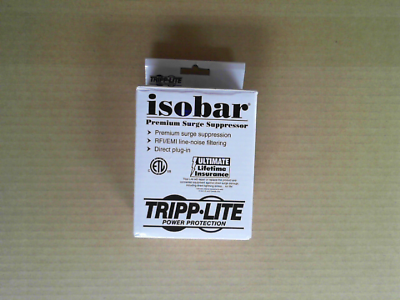 TRIPP·LITE
isobar®
Premium Surge Suppressor
› Premium surge suppression
› RFI/EMI line-noise filtering
› Direct plug-in
ETL
ULTIMATE
Lifetime
Insurance
TRIPP·LITE
POWER PROTECTION